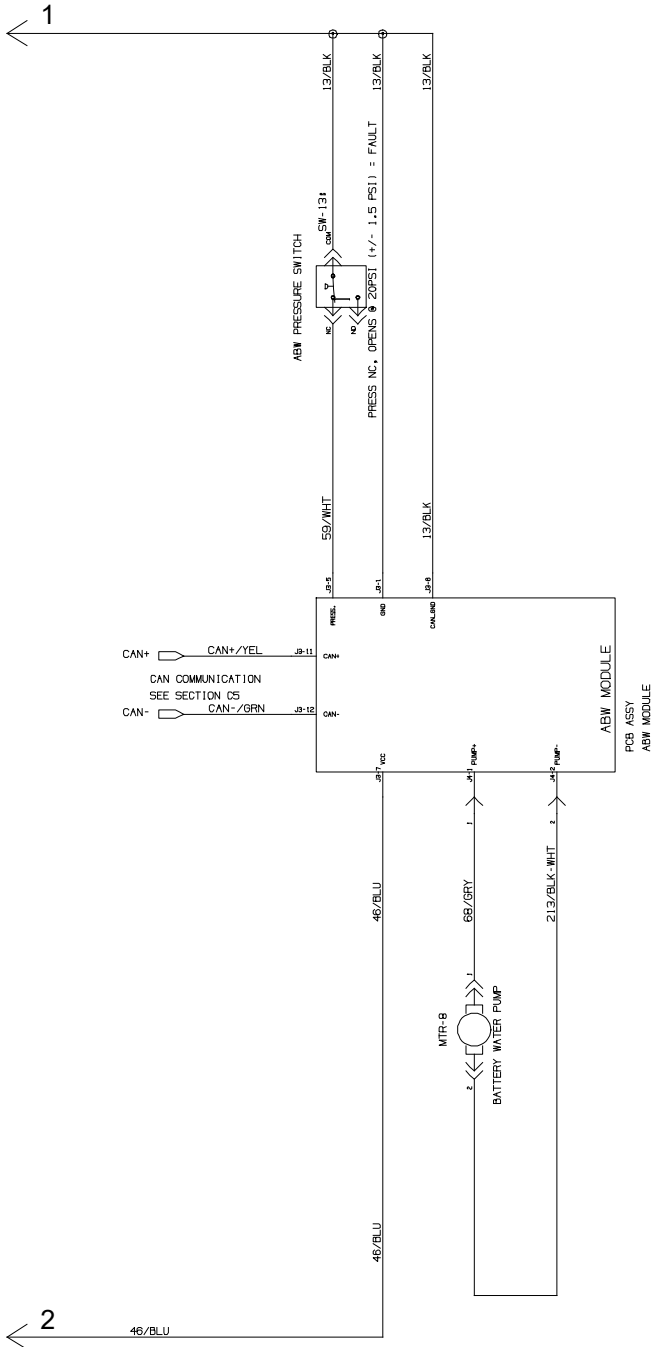 1
13/BLK
13/BLK
13/BLK
SW-13:
COM
ABW PRESSURE SWITCH
NC
NO
PRESS NC, OPENS @ 20PSI (+/- 1.5 PSI) = FAULT
59/WHT
13/BLK
J3-5
J3-1
J3-8
PRESS.
GND
CAN_GND
CAN+
CAN+/YEL
J3-11
CAN+
CAN COMMUNICATION
SEE SECTION C5
CAN-
CAN-/GRN
J3-12
CAN-
ABW MODULE
PCB ASSY
ABW MODULE
J3-7
VCC
J4-1
PUMP+
J4-2
PUMP-
1
2
46/BLU
68/GRY
213/BLK-WHT
1
MTR-8
BATTERY WATER PUMP
2
46/BLU
2
46/BLU